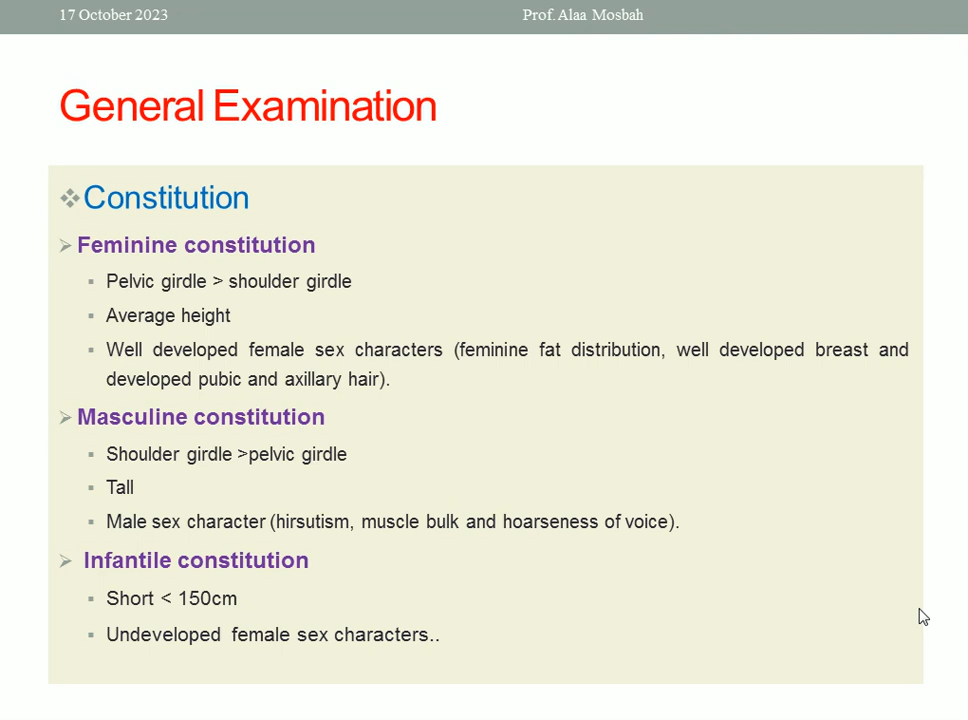 17 October 2023
Prof. Alaa Mosbah
General Examination
Constitution
Feminine constitution
Pelvic girdle > shoulder girdle
Average height
Well developed female sex characters (feminine fat distribution, well developed breast and
developed pubic and axillary hair).
Masculine constitution
Shoulder girdle >pelvic girdle
Tall
Male sex character (hirsutism, muscle bulk and hoarseness of voice).
Infantile constitution
Short < 150cm
Undeveloped female sex characters..